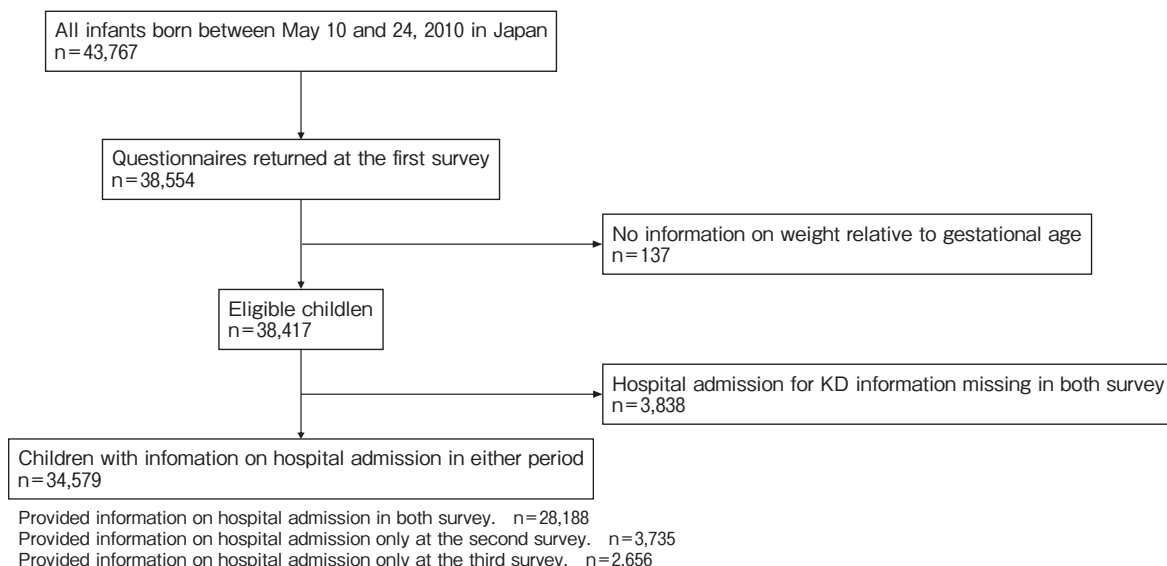 All infants born between May 10 and 24, 2010 in Japan
n=43,767
Questionnaires returned at the first survey
n=38,554
No information on weight relative to gestational age
n=137
Eligible childlen
n=38,417
Hospital admission for KD information missing in both survey
n=3,838
Children with infomation on hospital admission in either period
n=34,579
Provided information on hospital admission in both survey. n=28,188
Provided information on hospital admission only at the second survey. n=3,735
Provided information on hospital admission only at the third survey. n=2,656